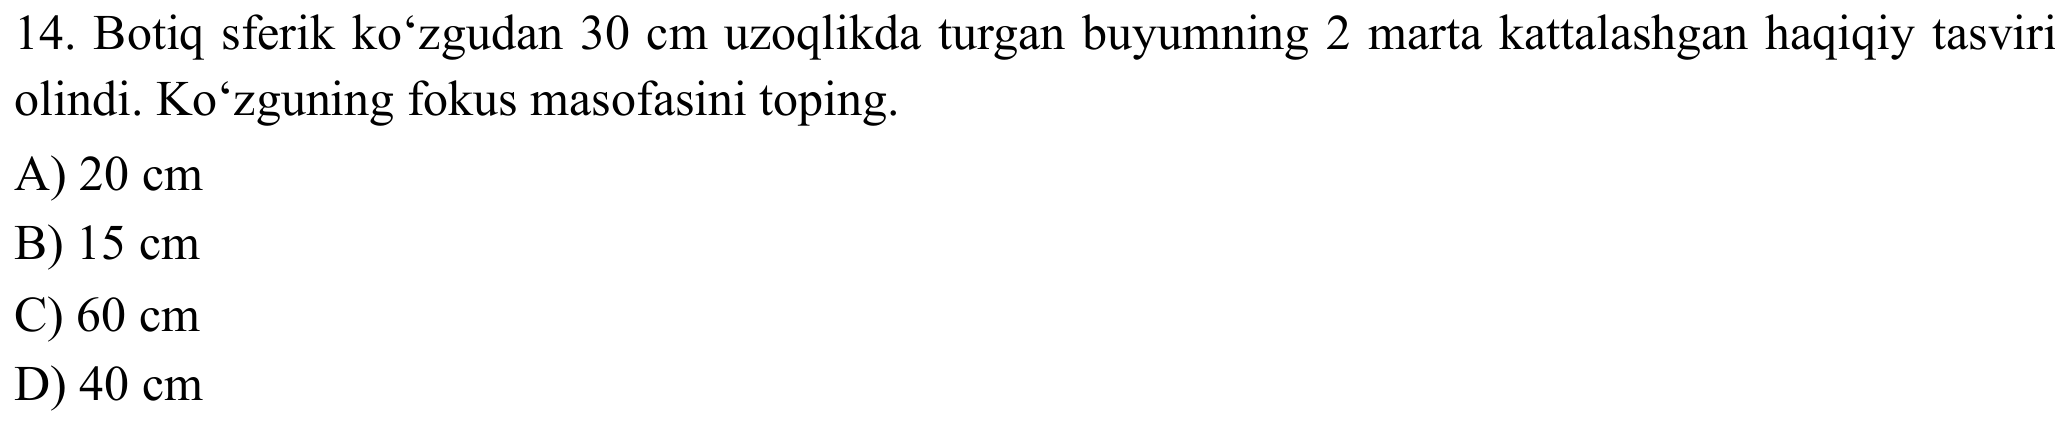 14. Botiq sferik ko‘zgudan 30 cm uzoqlikda turgan buyumning 2 marta kattalashgan haqiqiy tasviri
olindi. Ko‘zguning fokus masofasini toping.
A) 20 cm
B) 15 cm
C) 60 cm
D) 40 cm